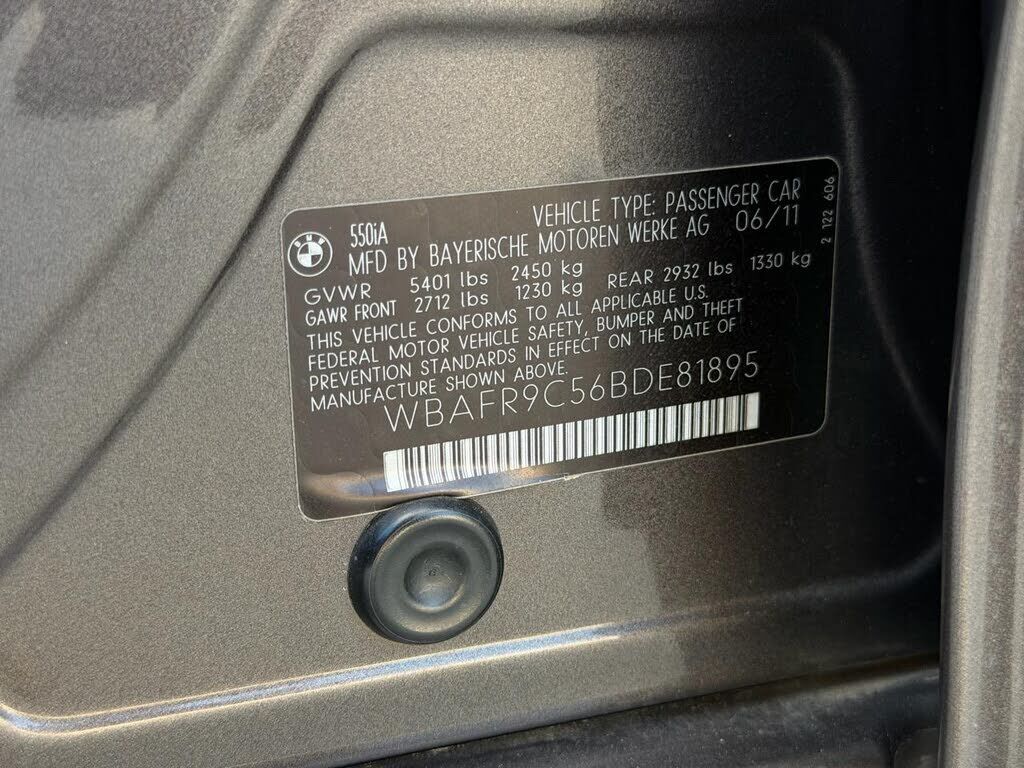 BMW
550iA VEHICLE TYPE: PASSENGER CAR
MFD BY BAYERISCHE MOTOREN WERKE AG 06/11
GVWR 5401 lbs 2450 kg
GAWR FRONT 2712 lbs 1230 kg REAR 2932 lbs 1330 kg
THIS VEHICLE CONFORMS TO ALL APPLICABLE U.S.
FEDERAL MOTOR VEHICLE SAFETY, BUMPER AND THEFT
PREVENTION STANDARDS IN EFFECT ON THE DATE OF
MANUFACTURE SHOWN ABOVE.
WBAFR9C56BDE81895
2 122 606